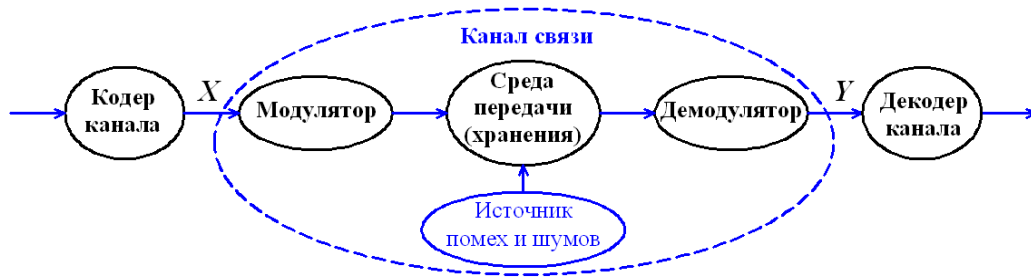 Канал связи
Кодер
канала
X
Модулятор
Среда
передачи
(хранения)
Демодулятор
Y
Декодер
канала
Источник
помех и шумов